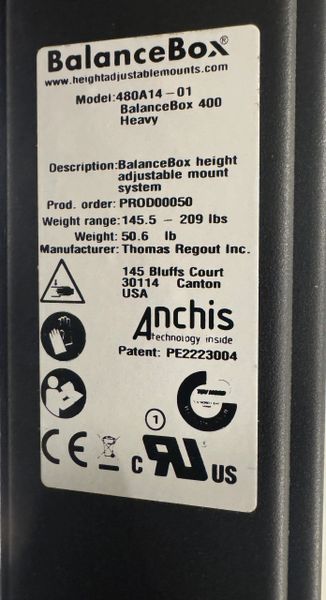 BalanceBox®
www.heightadjustablemounts.com
Model:480A14-01
BalanceBox 400
Heavy
Description:BalanceBox height
adjustable mount
system
Prod. order: PROD00050
Weight range: 145.5 - 209 lbs
Weight: 50.6 lb
Manufacturer: Thomas Regout Inc.
145 Bluffs Court
30114 Canton
USA
Anchis
technology inside
Patent: PE2223004
1
CE
c RU US